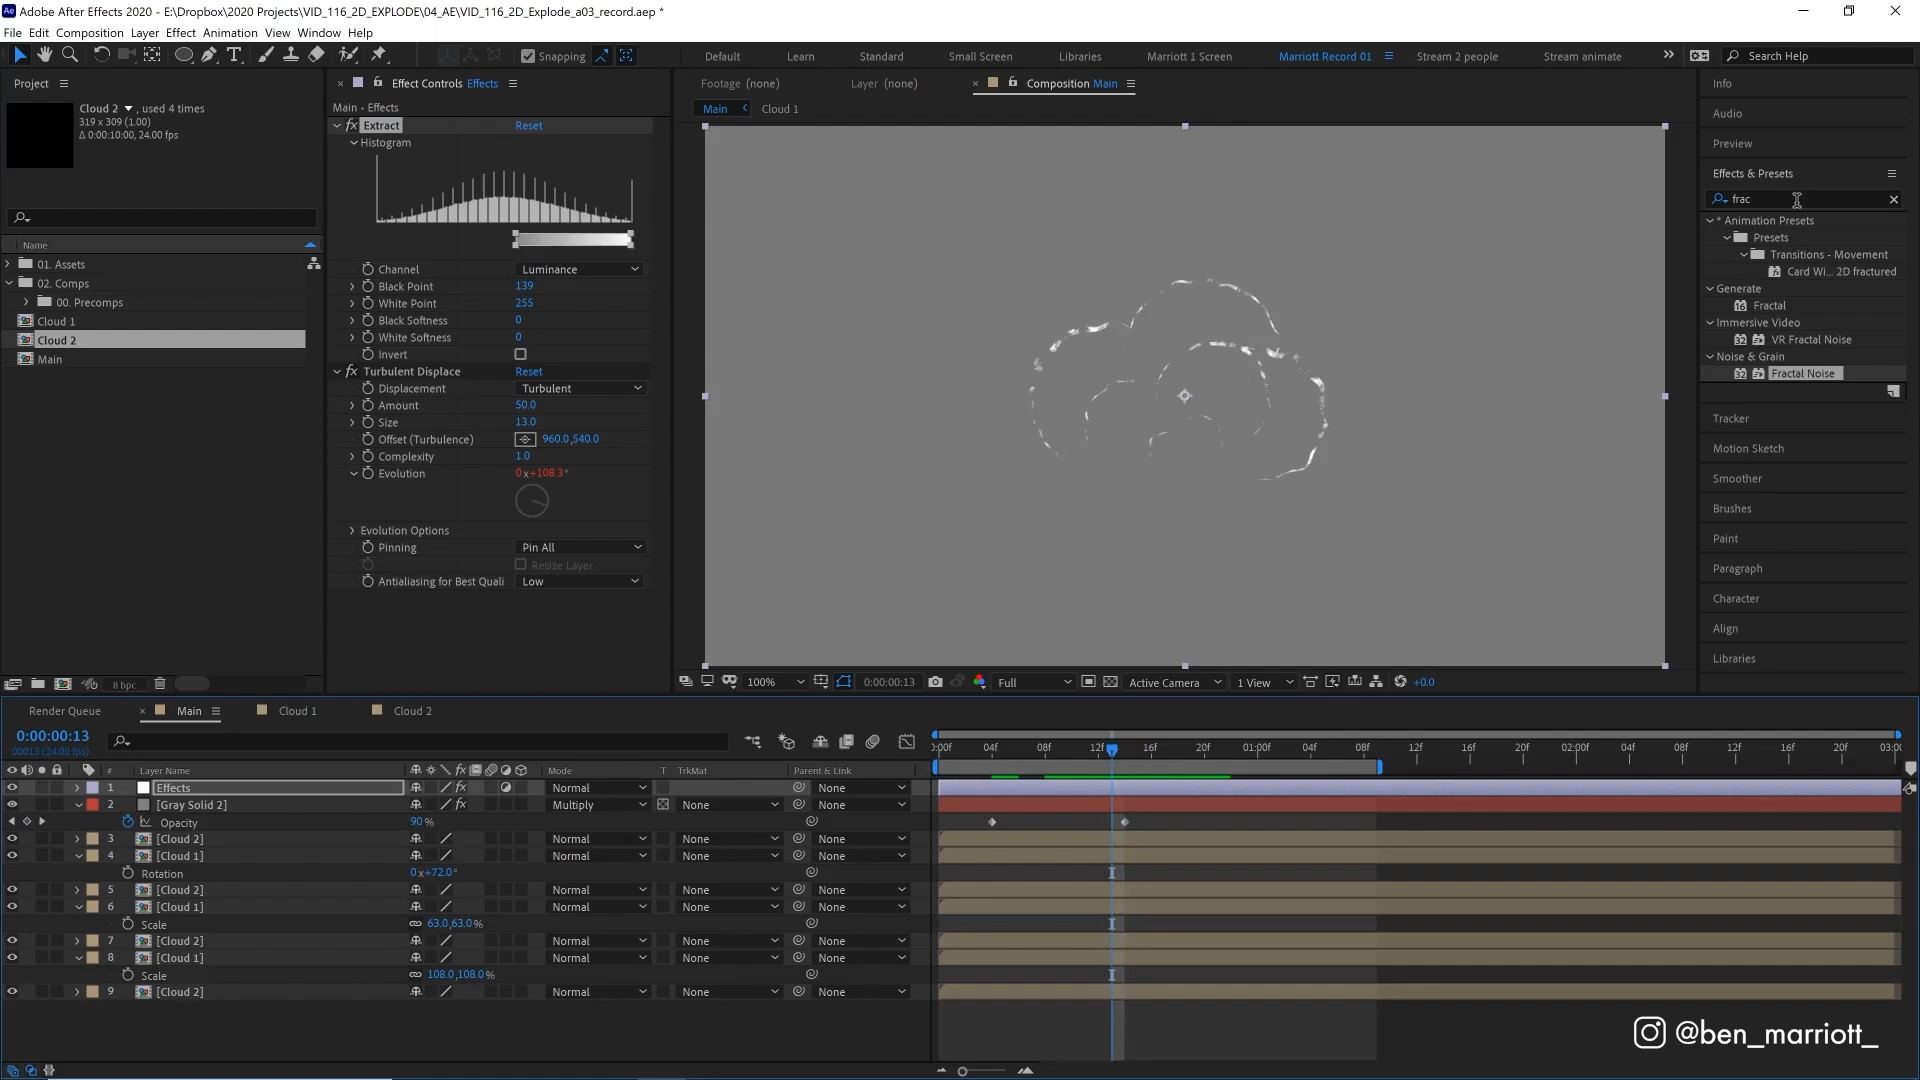 Adobe After Effects 2020 - E:\Dropbox\2020 Projects\VID_116_2D_EXPLODE\04_AE\VID_116_2D_Explode_a03_record.aep *
File Edit Composition Layer Effect Animation View Window Help
Snapping
Default Learn Standard Small Screen Libraries Marriott 1 Screen Marriott Record 01 Stream 2 people Stream animate
Search Help
Project
Effect Controls Effects
Footage (none) Layer (none) Composition Main
Info
Cloud 2 , used 4 times
319 x 309 (1.00)
Δ 0:00:10:00, 24.00 fps
Main • Effects
Main Cloud 1
Audio
Extract Reset
Histogram
Preview
Effects & Presets
frac
* Animation Presets
Presets
Transitions - Movement
Card Wi... 2D fractured
Generate
Fractal
Immersive Video
VR Fractal Noise
Noise & Grain
Fractal Noise
Name
01. Assets
02. Comps
00. Precomps
Cloud 1
Cloud 2
Main
Channel Luminance
Black Point 139
White Point 255
Black Softness 0
White Softness 0
Invert
Turbulent Displace Reset
Displacement Turbulent
Amount 50.0
Size 13.0
Offset (Turbulence) 960.0,540.0
Complexity 1.0
Evolution 0x+108.3°
Evolution Options
Pinning Pin All
Resize Layer
Antialiasing for Best Quali Low
Tracker
Motion Sketch
Smoother
Brushes
Paint
Paragraph
Character
Align
Libraries
8 bpc
100% 0:00:00:13 Full Active Camera 1 View +0.0
Render Queue Main Cloud 1 Cloud 2
0:00:00:13
00013 (24.00 fps)
0:00f 04f 08f 12f 16f 20f 01:00f 04f 08f 12f 16f 20f 02:00f 04f 08f 12f 16f 20f 03:00
# Layer Name Mode T TrkMat Parent & Link
1 Effects Normal None
2 [Gray Solid 2] Multiply None None
Opacity 90%
3 [Cloud 2] Normal None None
4 [Cloud 1] Normal None None
Rotation 0x+72.0°
5 [Cloud 2] Normal None None
6 [Cloud 1] Normal None None
Scale 63.0,63.0%
7 [Cloud 2] Normal None None
8 [Cloud 1] Normal None None
Scale 108.0,108.0%
9 [Cloud 2] Normal None None
@ben_marriott_